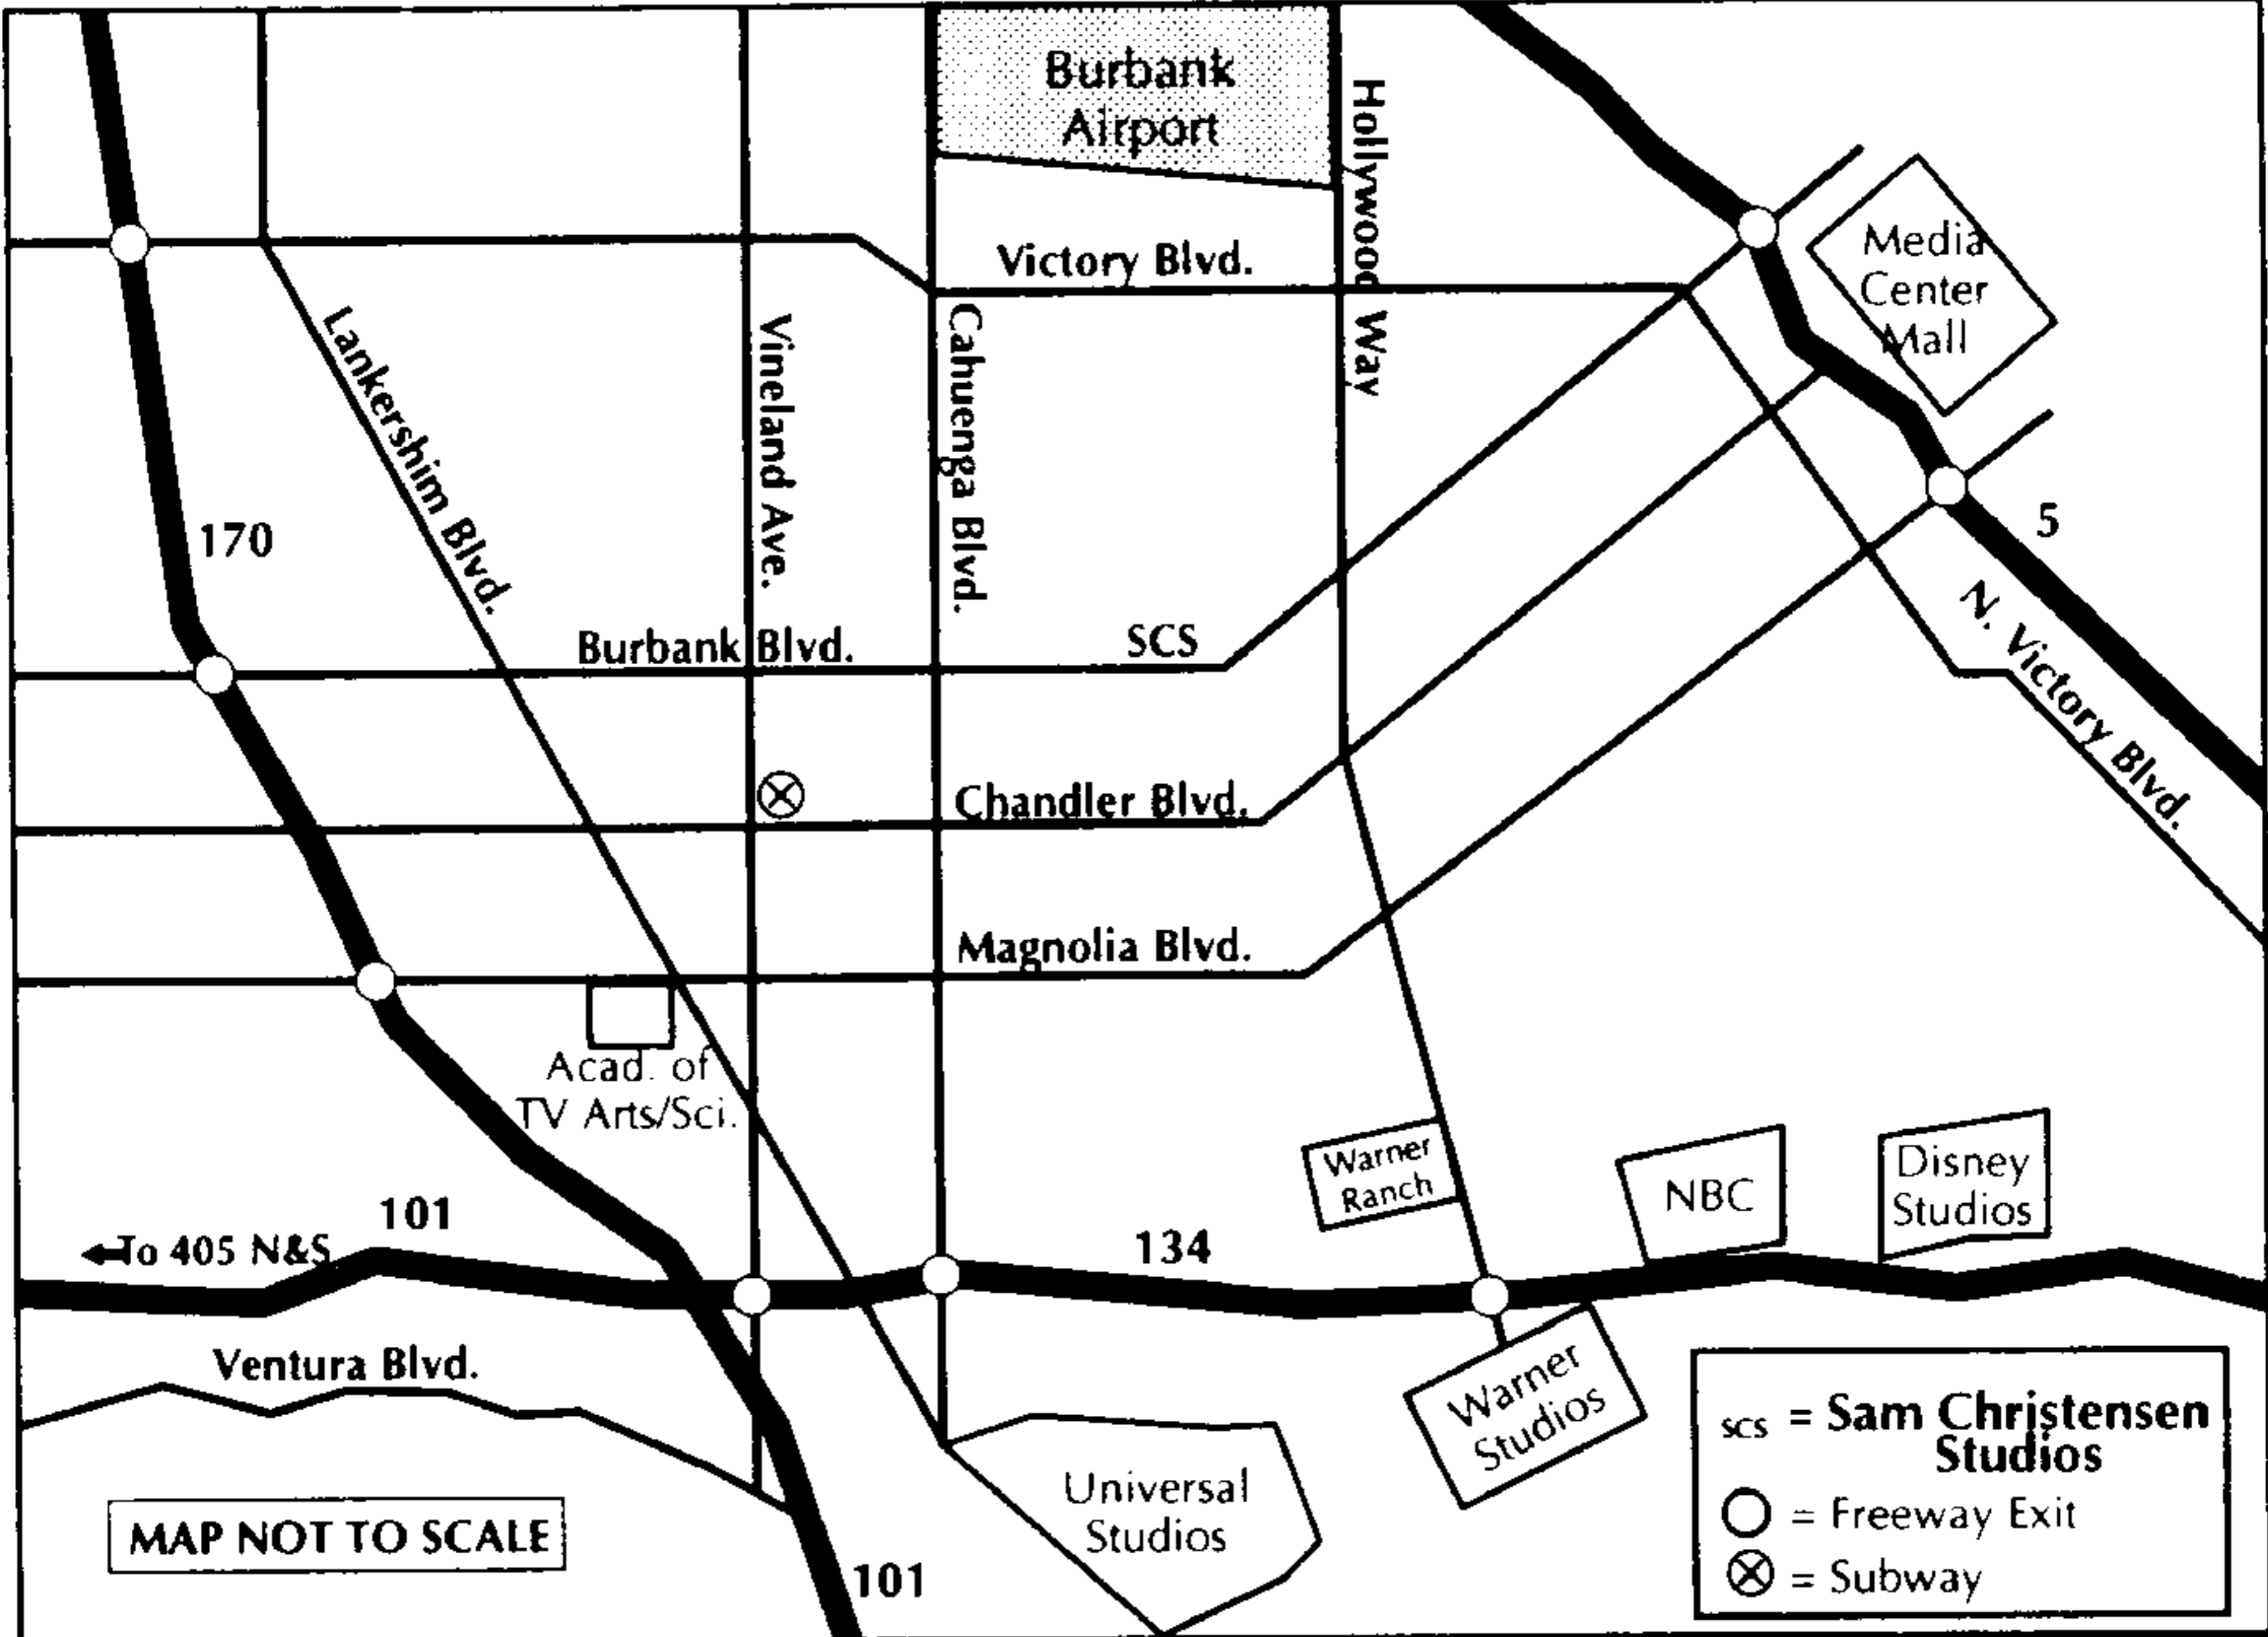 Burbank
Airport
Hollywood Way
Victory Blvd.
Media
Center
Mall
Lankershim Blvd.
Vineland Ave.
Cahuenga Blvd.
170
5
N. Victory Blvd.
Burbank Blvd.
SCS
Chandler Blvd.
Magnolia Blvd.
Acad. of
TV Arts/Sci.
Warner
Ranch
NBC
Disney
Studios
101
To 405 N&S
134
Ventura Blvd.
Warner
Studios
Universal
Studios
MAP NOT TO SCALE
101
SCS = Sam Christensen
Studios
= Freeway Exit
= Subway